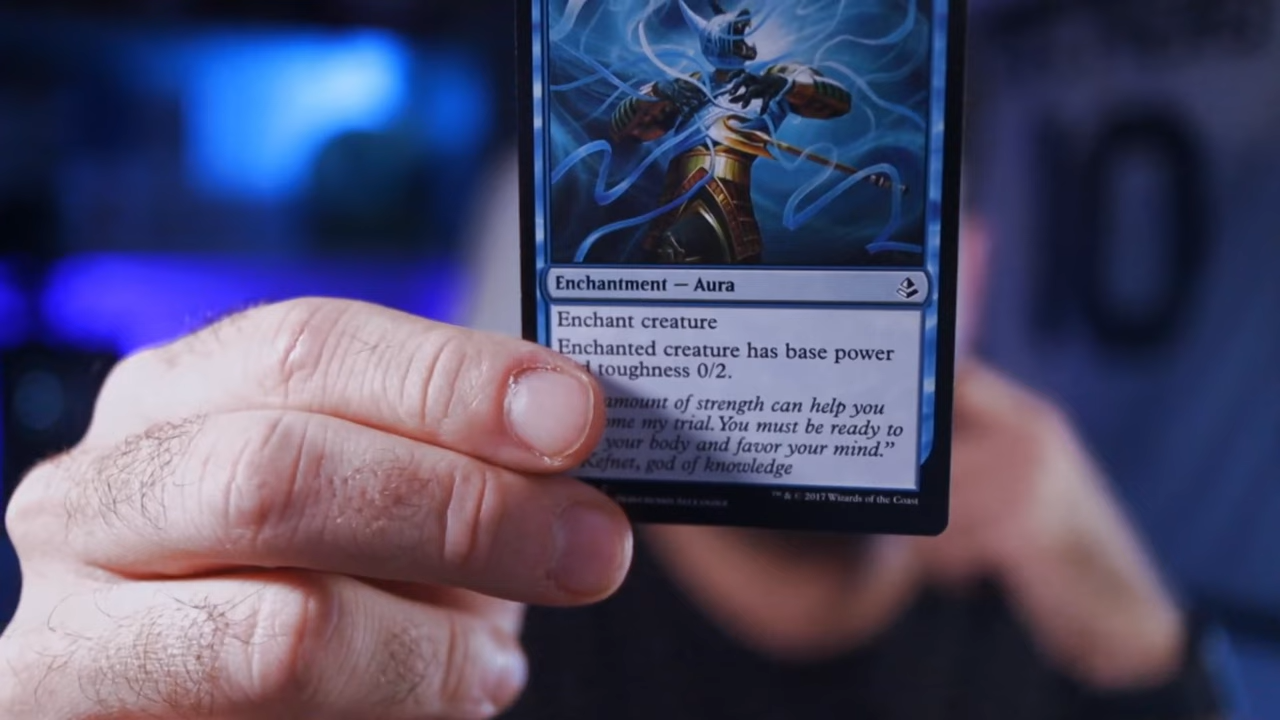 Enchantment — Aura
Enchant creature
Enchanted creature has base power
toughness 0/2.
amount of strength can help you
my trial. You must be ready to
your body and favor your mind.”
Kefnet, god of knowledge
™ & © 2017 Wizards of the Coast